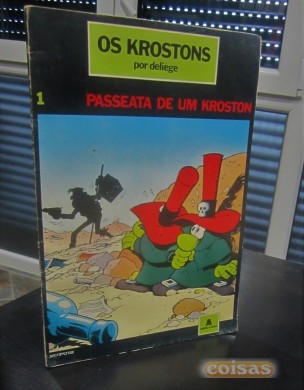 OS KROSTONS
por deliège
1 PASSEATA DE UM KROSTON
coisas